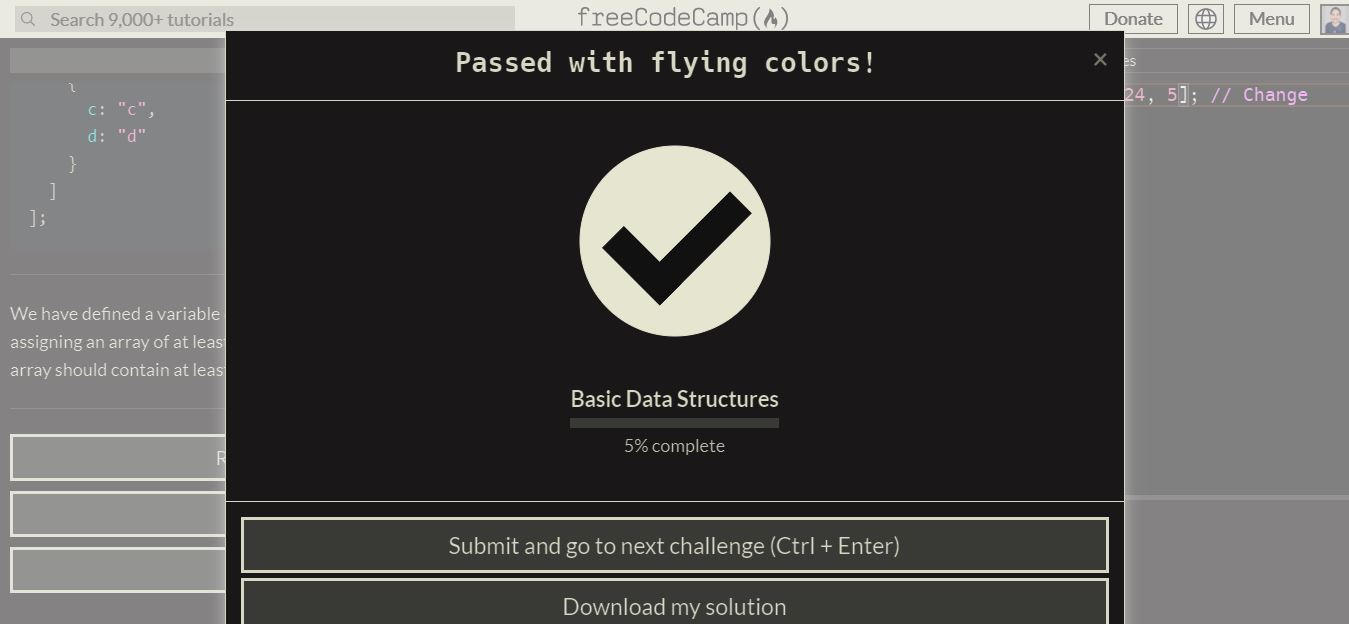 Search 9,000+ tutorials
freeCodeCamp(🔥)
Donate
Menu
Passed with flying colors!
×
es
{
c: "c",
d: "d"
}
]
];
24, 5]; // Change
We have defined a variable
assigning an array of at leas
array should contain at leas
R
Basic Data Structures
5% complete
Submit and go to next challenge (Ctrl + Enter)
Download my solution